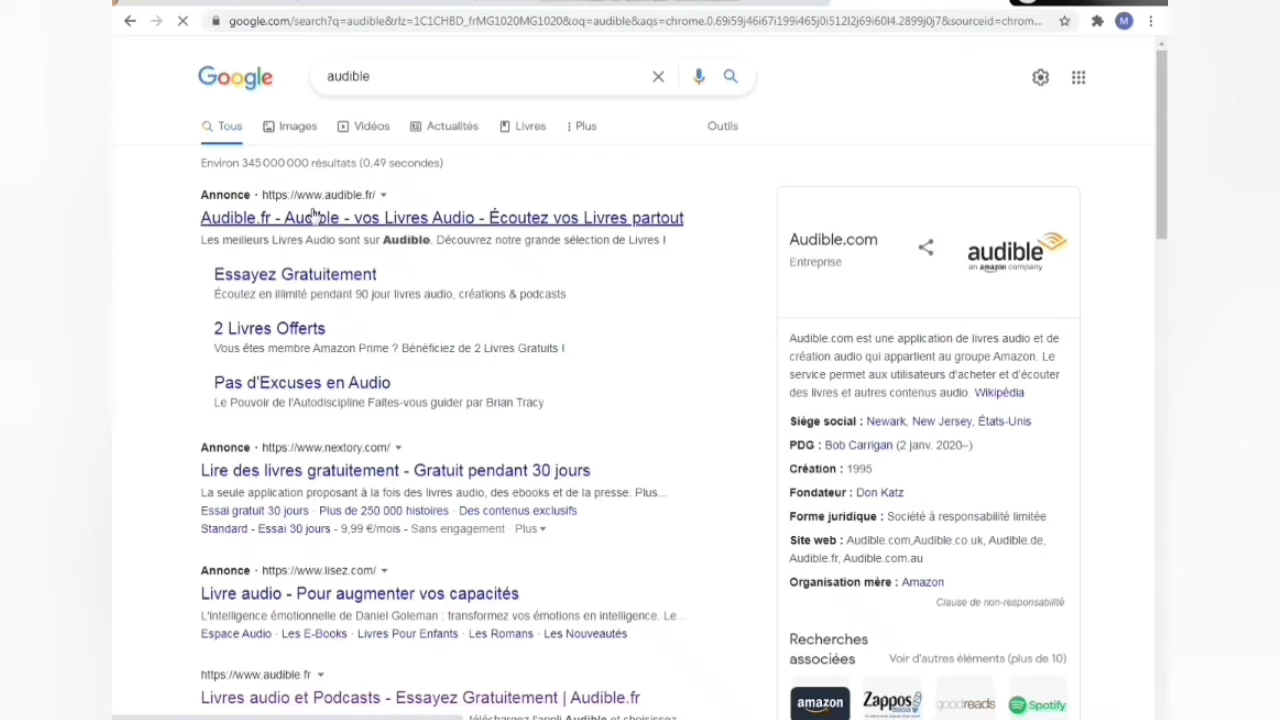 google.com/search?q=audible&rlz=1C1CHBD_frMG1020MG1020&oq=audible&aqs=chrome.0.69i59j46i67i199i465j0i512l2j69i60l4.2899j0j7&sourceid=chrom...
M
Google
audible
Tous
Images
Vidéos
Actualités
Livres
Plus
Outils
Environ 345 000 000 résultats (0,49 secondes)
Annonce · https://www.audible.fr/
Audible.fr - Audible - vos Livres Audio - Écoutez vos Livres partout
Les meilleurs Livres Audio sont sur Audible. Découvrez notre grande sélection de Livres !
Essayez Gratuitement
Écoutez en illimité pendant 90 jour livres audio, créations & podcasts
2 Livres Offerts
Vous êtes membre Amazon Prime ? Bénéficiez de 2 Livres Gratuits !
Pas d'Excuses en Audio
Le Pouvoir de l'Autodiscipline Faites-vous guider par Brian Tracy
Annonce · https://www.nextory.com/
Lire des livres gratuitement - Gratuit pendant 30 jours
La seule application proposant à la fois des livres audio, des ebooks et de la presse. Plus...
Essai gratuit 30 jours · Plus de 250 000 histoires · Des contenus exclusifs
Standard - Essai 30 jours - 9,99 €/mois - Sans engagement · Plus
Annonce · https://www.lisez.com/
Livre audio - Pour augmenter vos capacités
L'intelligence émotionnelle de Daniel Goleman : transformez vos émotions en intelligence. Le...
Espace Audio · Les E-Books · Livres Pour Enfants · Les Romans · Les Nouveautés
https://www.audible.fr
Livres audio et Podcasts - Essayez Gratuitement | Audible.fr
téléchargez l'appli Audible et choisissez
Audible.com
Entreprise
audible
an amazon company
Audible.com est une application de livres audio et de
création audio qui appartient au groupe Amazon. Le
service permet aux utilisateurs d'acheter et d'écouter
des livres et autres contenus audio. Wikipédia
Siège social : Newark, New Jersey, États-Unis
PDG : Bob Carrigan (2 janv. 2020–)
Création : 1995
Fondateur : Don Katz
Forme juridique : Société à responsabilité limitée
Site web : Audible.com,Audible.co.uk, Audible.de,
Audible.fr, Audible.com.au
Organisation mère : Amazon
Clause de non-responsabilité
Recherches
associées
Voir d'autres éléments (plus de 10)
amazon
Zappos
goodreads
Spotify